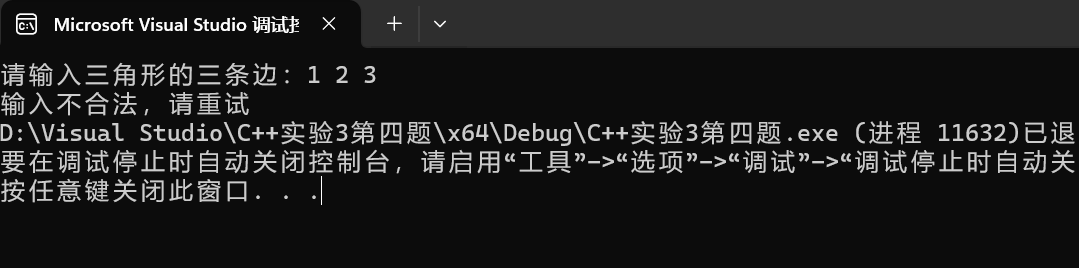 Microsoft Visual Studio 调试控
请输入三角形的三条边：1 2 3
输入不合法，请重试
D:\Visual Studio\C++实验3第四题\x64\Debug\C++实验3第四题.exe (进程 11632)已退
要在调试停止时自动关闭控制台，请启用“工具”->“选项”->“调试”->“调试停止时自动关
按任意键关闭此窗口. . .